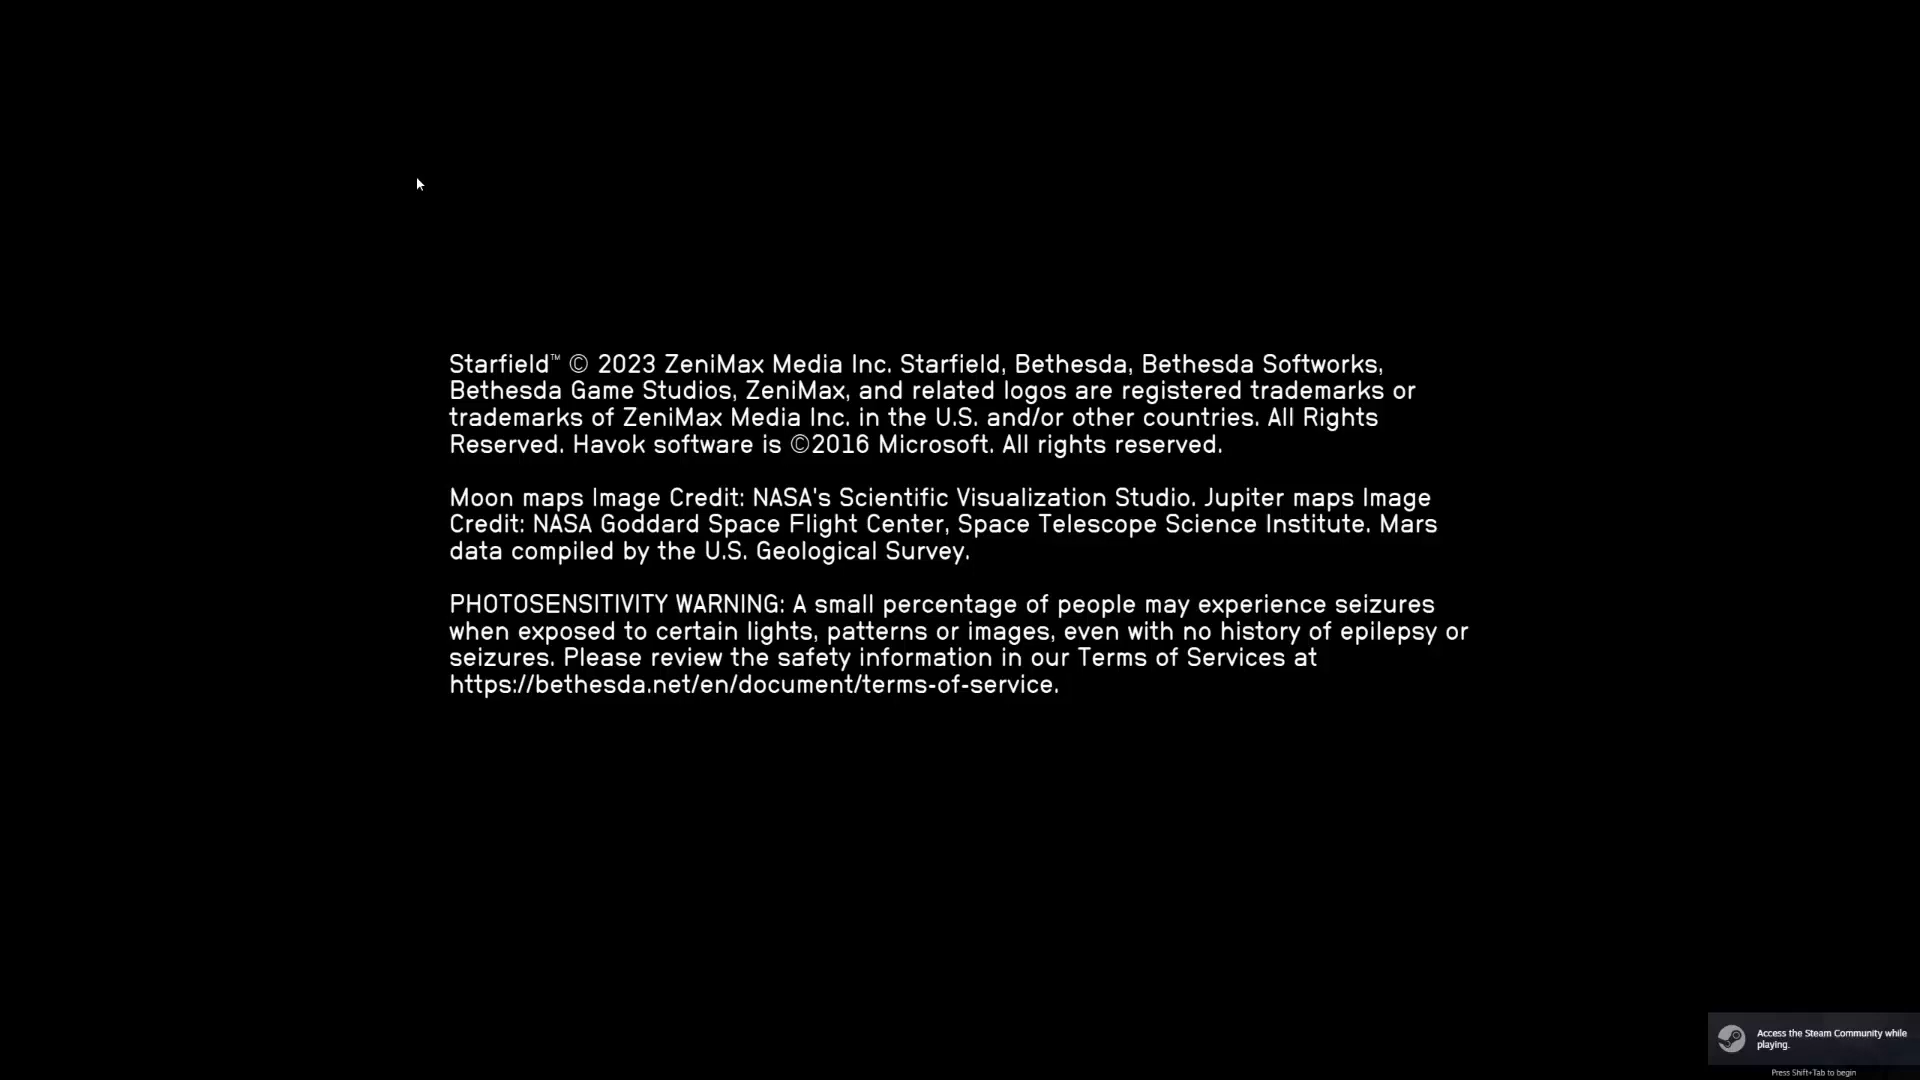 Starfield™ © 2023 ZeniMax Media Inc. Starfield, Bethesda, Bethesda Softworks,
Bethesda Game Studios, ZeniMax, and related logos are registered trademarks or
trademarks of ZeniMax Media Inc. in the U.S. and/or other countries. All Rights
Reserved. Havok software is ©2016 Microsoft. All rights reserved.
Moon maps Image Credit: NASA's Scientific Visualization Studio. Jupiter maps Image
Credit: NASA Goddard Space Flight Center, Space Telescope Science Institute. Mars
data compiled by the U.S. Geological Survey.
PHOTOSENSITIVITY WARNING: A small percentage of people may experience seizures
when exposed to certain lights, patterns or images, even with no history of epilepsy or
seizures. Please review the safety information in our Terms of Services at
https://bethesda.net/en/document/terms-of-service.
Access the Steam Community while
playing.
Press Shift+Tab to begin